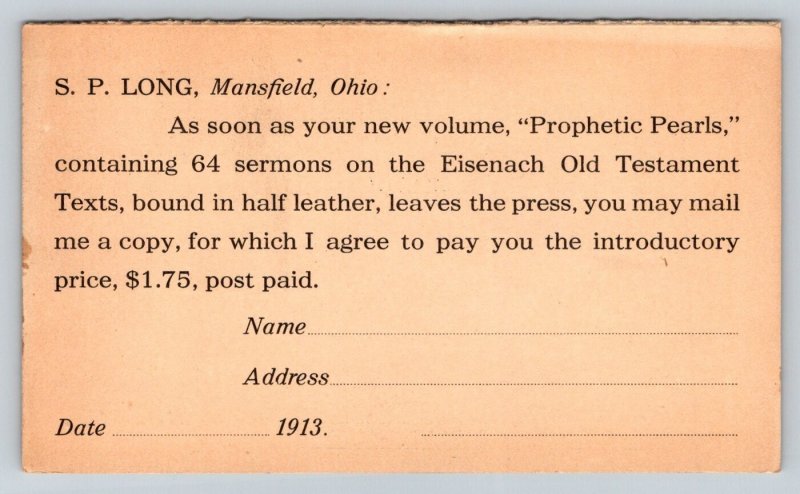 S. P. LONG, Mansfield, Ohio:
As soon as your new volume, “Prophetic Pearls,”
containing 64 sermons on the Eisenach Old Testament
Texts, bound in half leather, leaves the press, you may mail
me a copy, for which I agree to pay you the introductory
price, $1.75, post paid.
Name
Address
Date 1913.